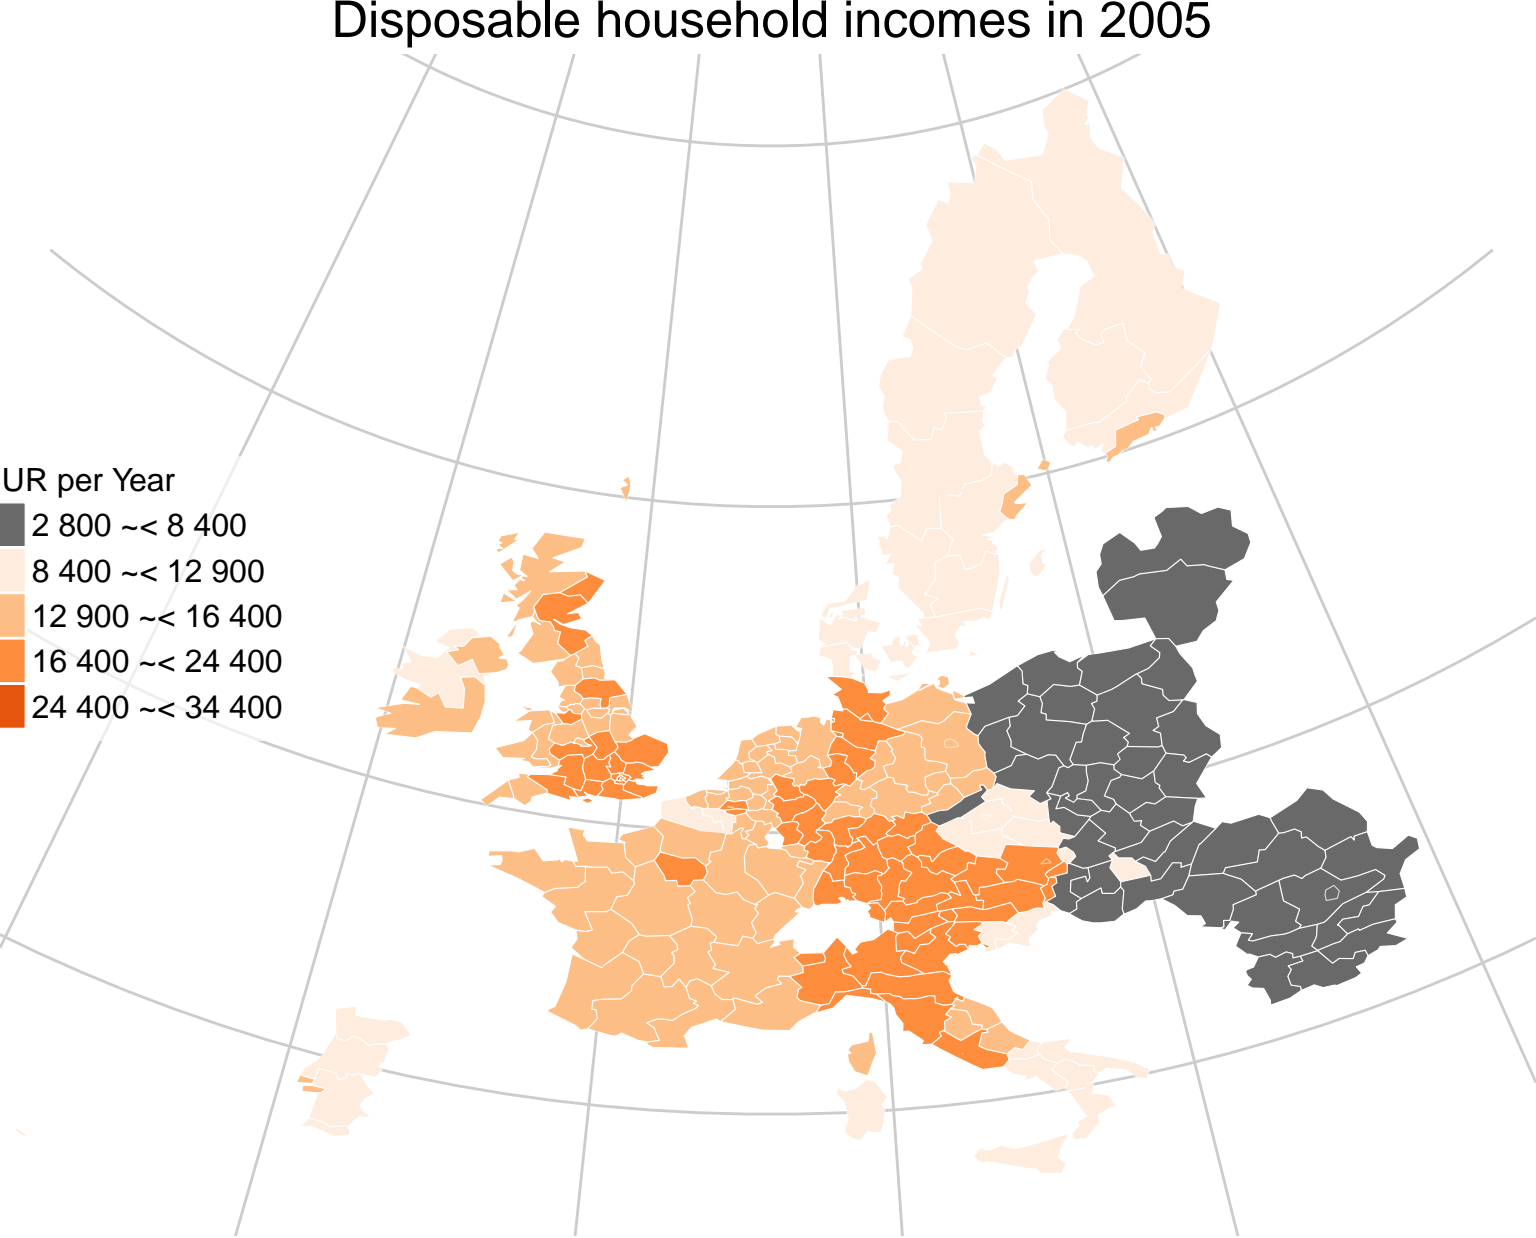 Disposable household incomes in 2005
UR per Year
2 800 ~< 8 400
8 400 ~< 12 900
12 900 ~< 16 400
16 400 ~< 24 400
24 400 ~< 34 400